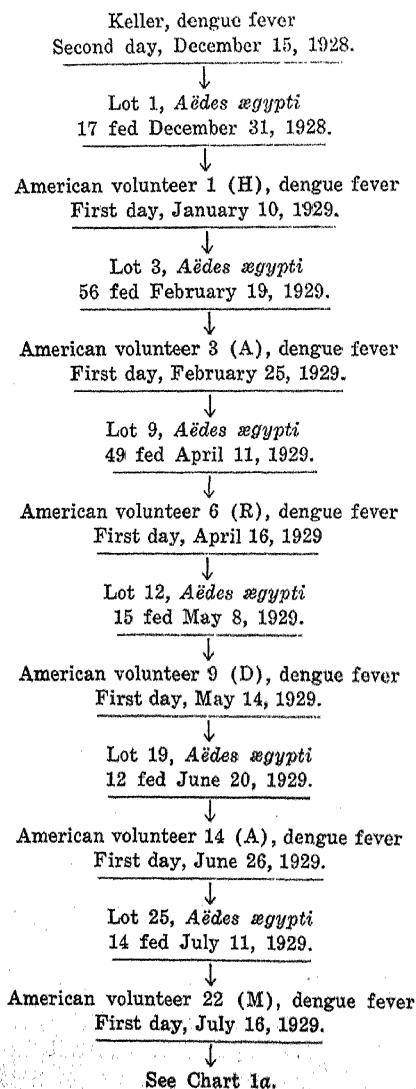 Keller, dengue fever
Second day, December 15, 1928.
↓
Lot 1, Aëdes ægypti
17 fed December 31, 1928.
↓
American volunteer 1 (H), dengue fever
First day, January 10, 1929.
↓
Lot 3, Aëdes ægypti
56 fed February 19, 1929.
↓
American volunteer 3 (A), dengue fever
First day, February 25, 1929.
↓
Lot 9, Aëdes ægypti
49 fed April 11, 1929.
↓
American volunteer 6 (R), dengue fever
First day, April 16, 1929
↓
Lot 12, Aëdes ægypti
15 fed May 8, 1929.
↓
American volunteer 9 (D), dengue fever
First day, May 14, 1929.
↓
Lot 19, Aëdes ægypti
12 fed June 20, 1929.
↓
American volunteer 14 (A), dengue fever
First day, June 26, 1929.
↓
Lot 25, Aëdes ægypti
14 fed July 11, 1929.
↓
American volunteer 22 (M), dengue fever
First day, July 16, 1929.
↓
See Chart 1a.